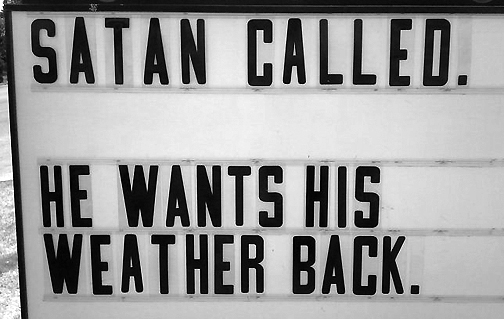 SATAN CALLED.
HE WANTS HIS
WEATHER BACK.